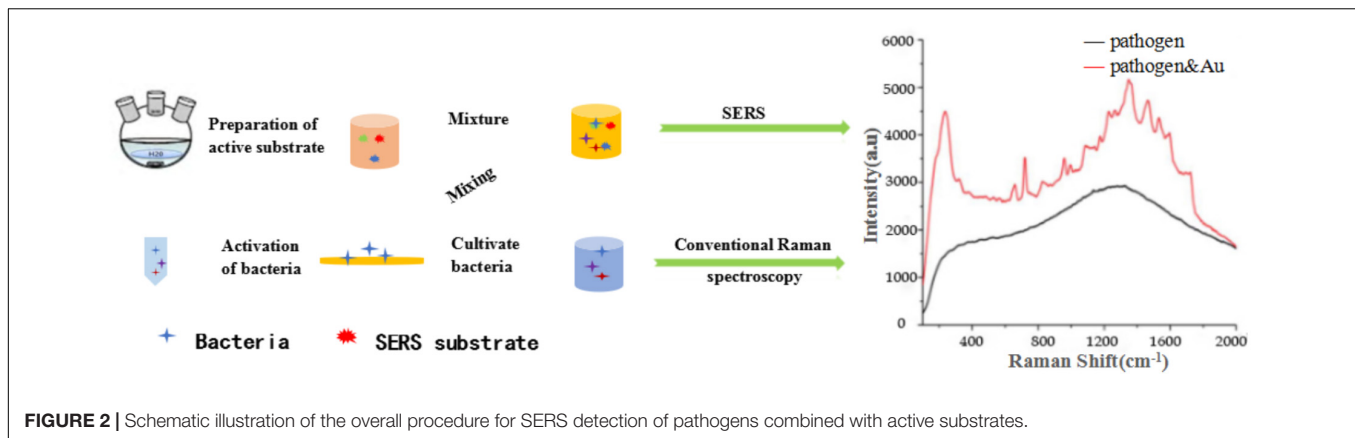 H20
Preparation of
active substrate
Mixture
Mixing
SERS
Activation
of bacteria
Cultivate
bacteria
Conventional Raman
spectroscopy
Bacteria
SERS substrate
pathogen
pathogen&Au
6000
5000
4000
3000
2000
1000
0
Intensity(a.u)
400
800
1200
1600
2000
Raman Shift(cm-1)
FIGURE 2 | Schematic illustration of the overall procedure for SERS detection of pathogens combined with active substrates.